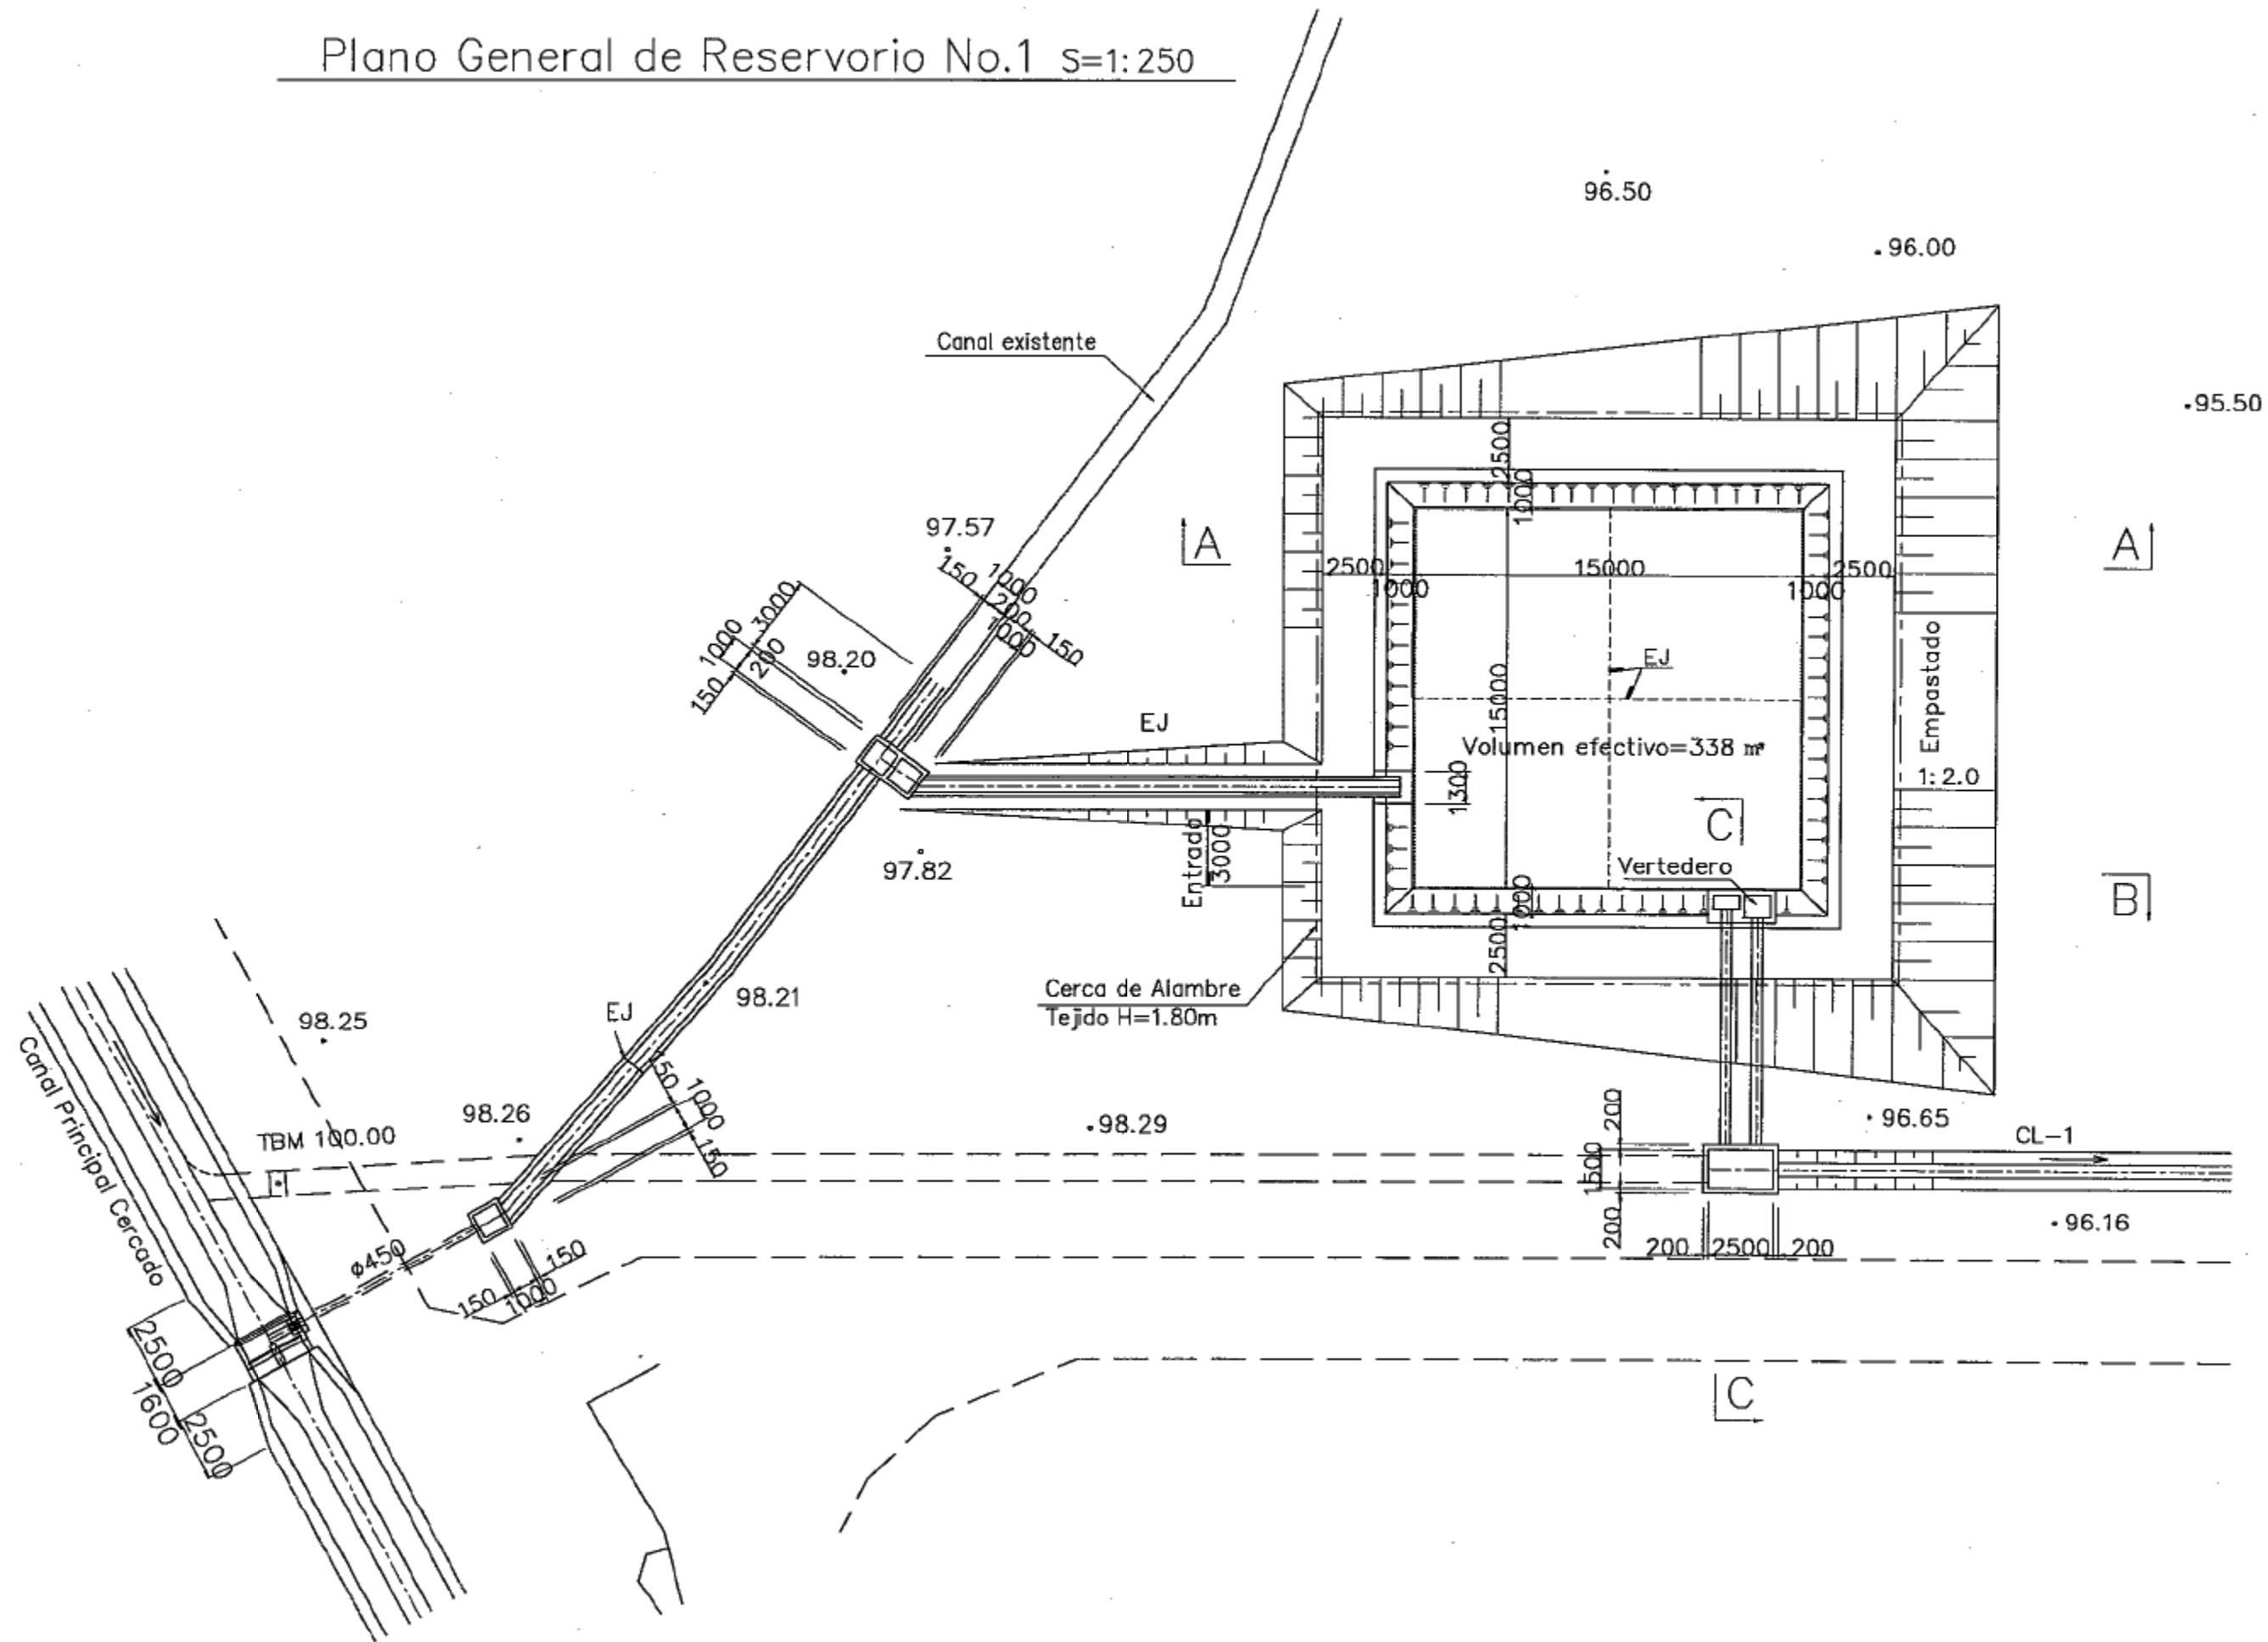 Plano General de Reservorio No.1 S=1:250
96.50
96.00
Canal existente
95.50
2500
1000
97.57
150
1000
200
1000
150
A
A
2500
15000
2500
1000
1000
3000
1000
200
150
98.20
EJ
15000
Empastado
EJ
Volumen efectivo=338 m³
1:2.0
1300
C
Entrada
3000
97.82
Vertedero
B
1000
2500
98.21
Cerca de Alambre
Tejido H=1.80m
EJ
98.25
Canal Principal Cercado
150
1000
150
98.26
TBM 100.00
98.29
96.65
CL-1
200
1500
200
96.16
200 2500 200
φ450
150
1000
150
2500
1600
2500
C